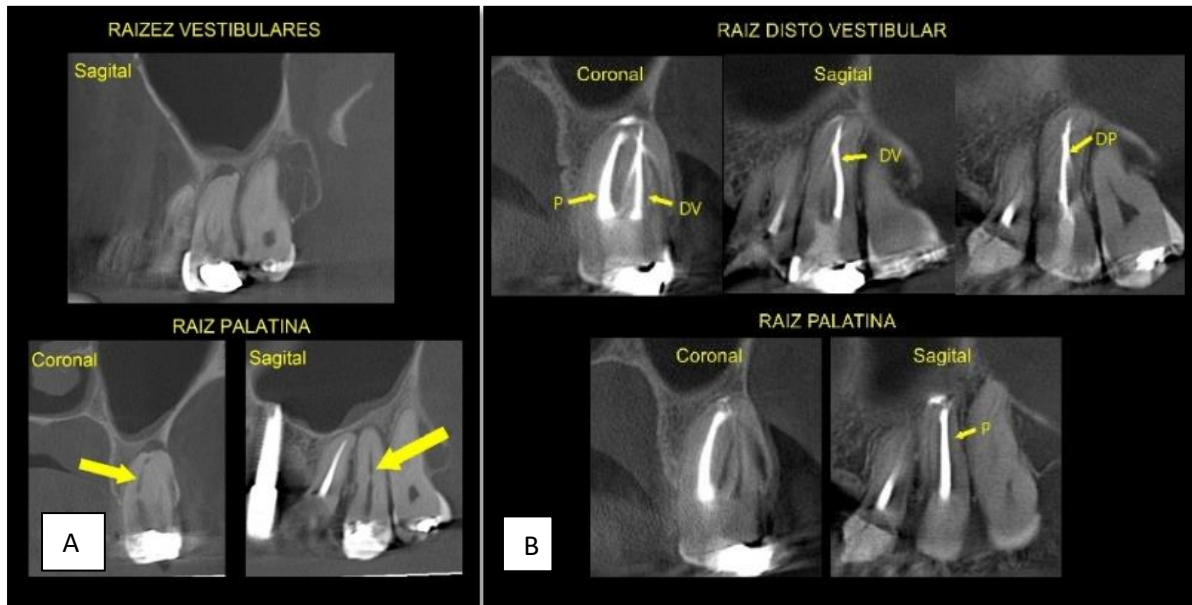 RAIZEZ VESTIBULARES
Sagital
RAIZ PALATINA
Coronal
Sagital
A
RAIZ DISTO VESTIBULAR
Coronal
Sagital
P
DV
DV
DP
RAIZ PALATINA
Coronal
Sagital
P
B